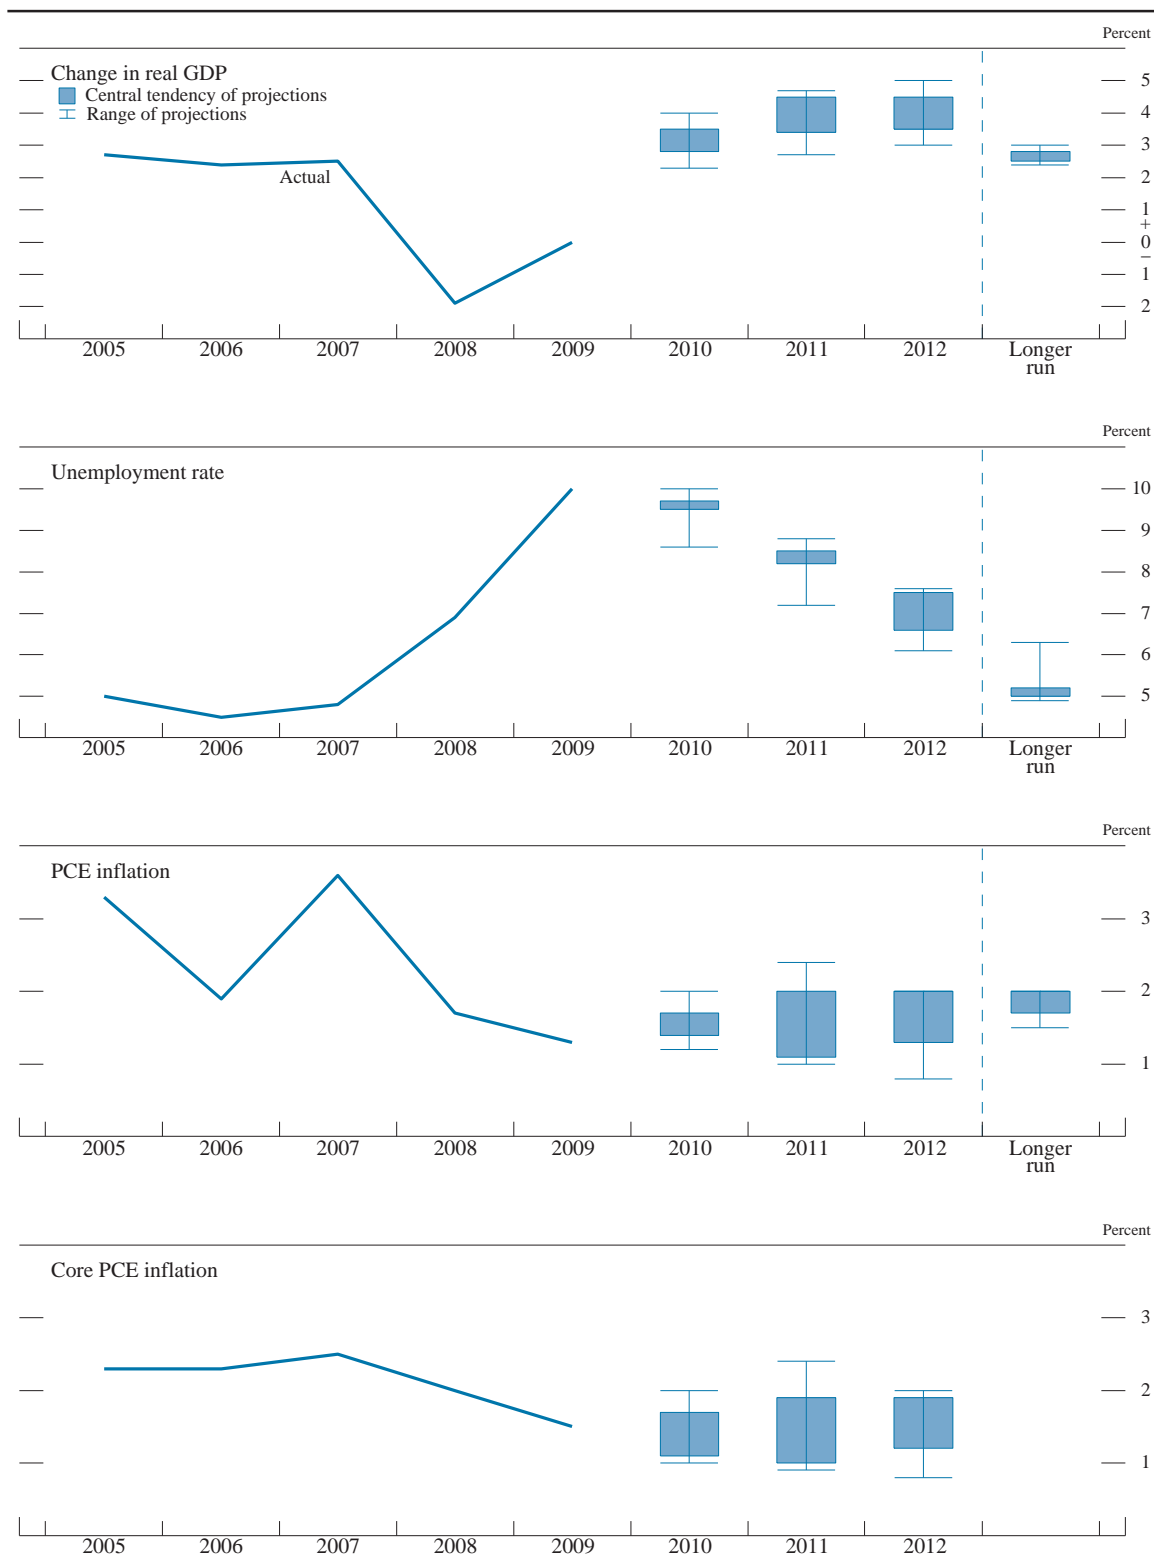 Percent
Change in real GDP
Central tendency of projections
Range of projections
Actual
5
4
3
2
1
+
0
−
1
2
2005 2006 2007 2008 2009 2010 2011 2012 Longer
run
Percent
Unemployment rate
10
9
8
7
6
5
2005 2006 2007 2008 2009 2010 2011 2012 Longer
run
Percent
PCE inflation
3
2
1
2005 2006 2007 2008 2009 2010 2011 2012 Longer
run
Percent
Core PCE inflation
3
2
1
2005 2006 2007 2008 2009 2010 2011 2012